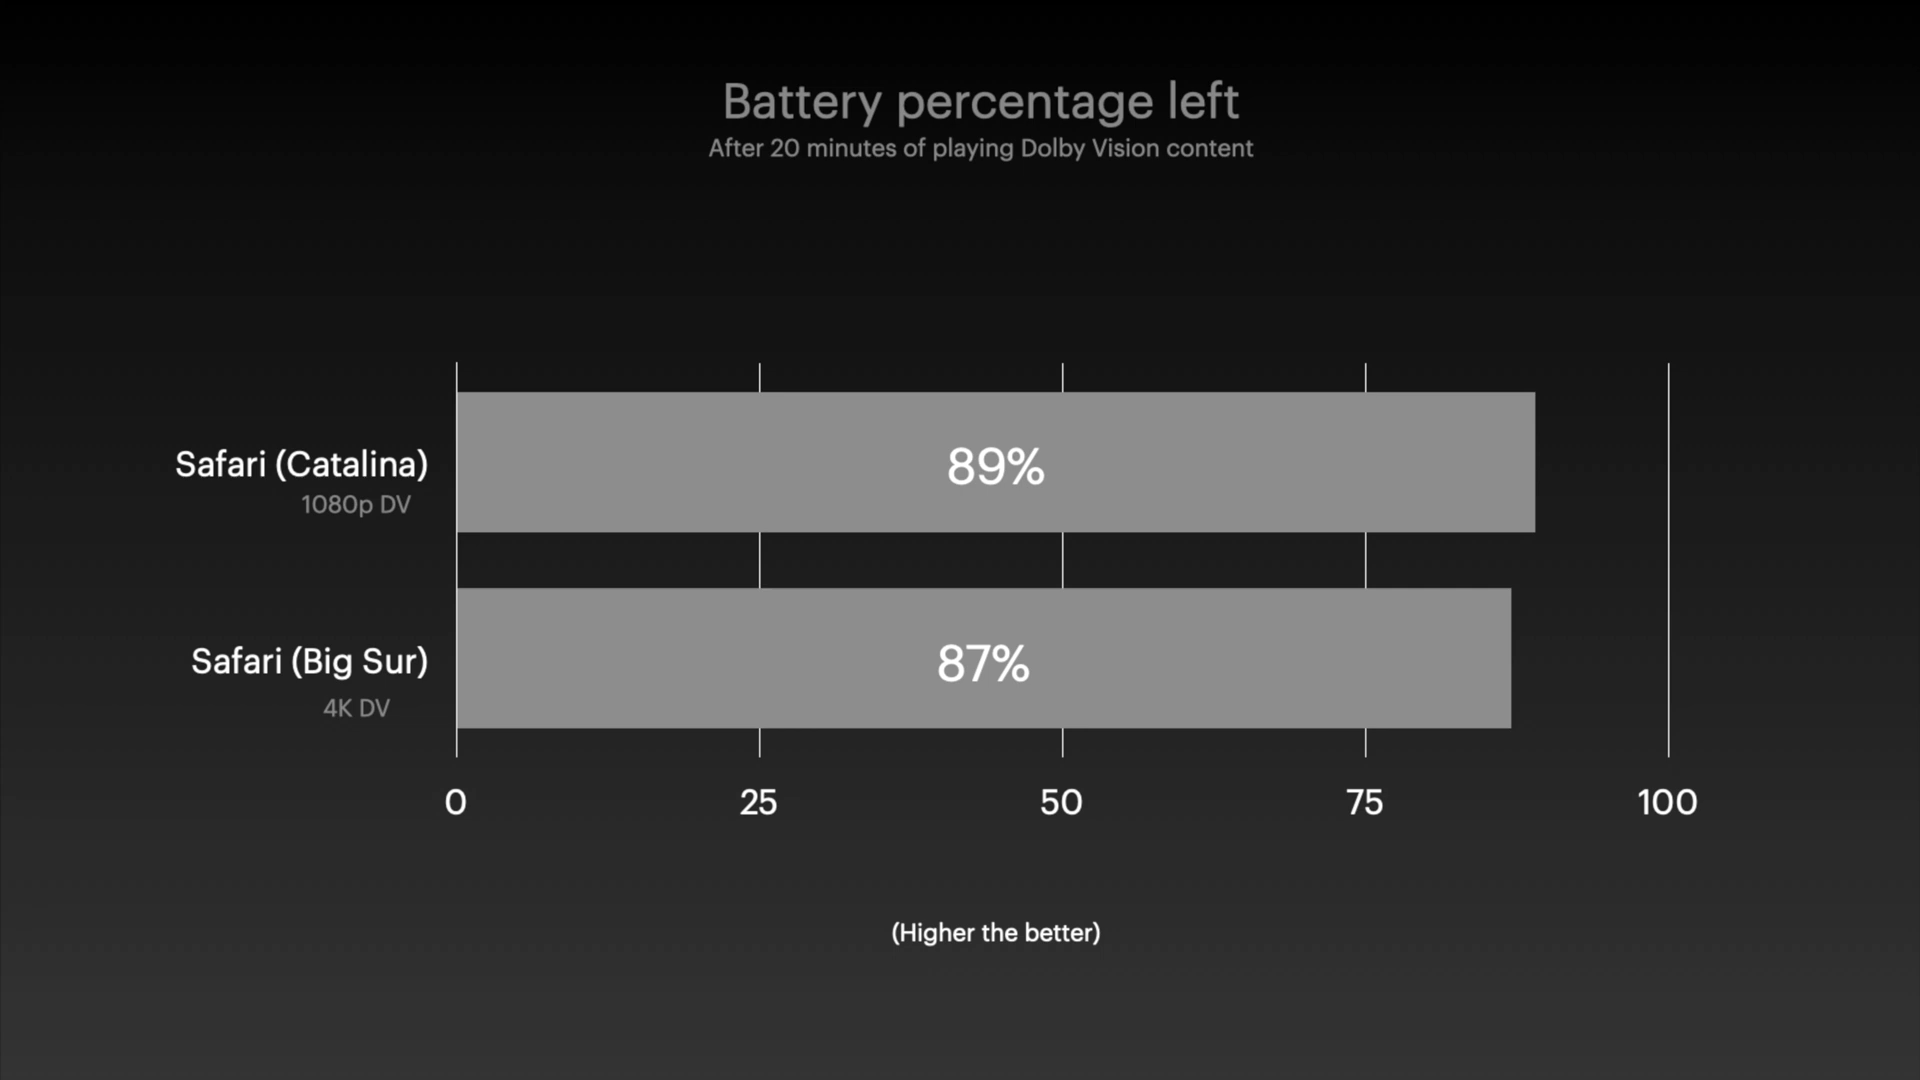 Battery percentage left
After 20 minutes of playing Dolby Vision content
Safari (Catalina)
1080p DV
89%
Safari (Big Sur)
4K DV
87%
0 25 50 75 100
(Higher the better)